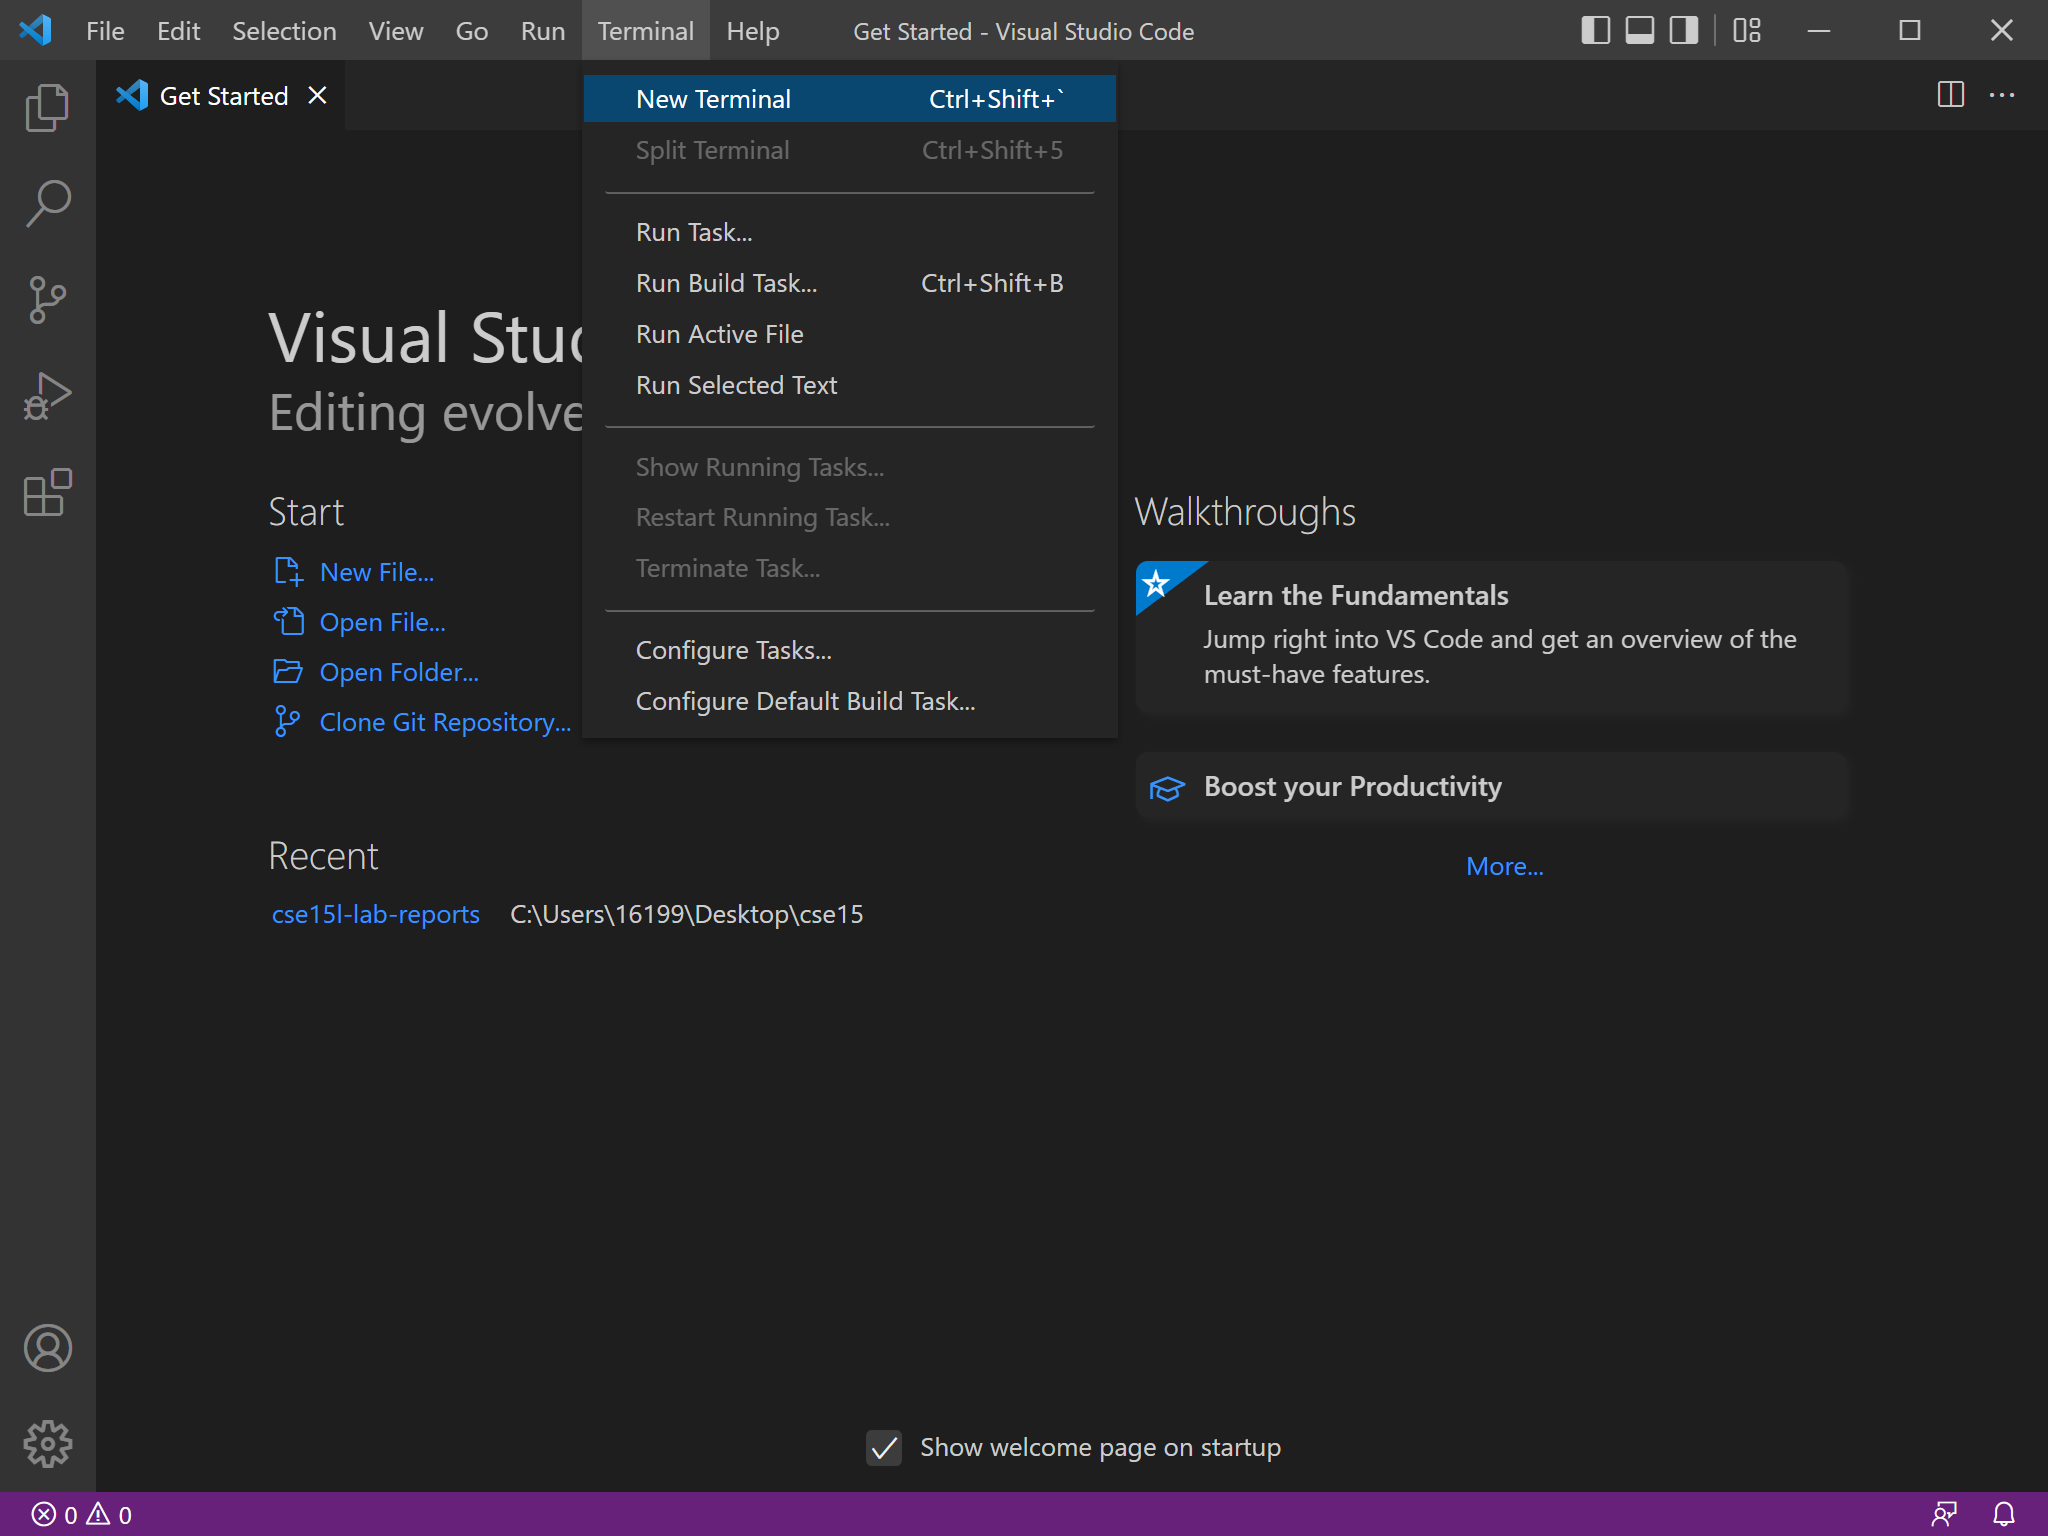 File Edit Selection View Go Run Terminal Help Get Started - Visual Studio Code
Get Started
New Terminal Ctrl+Shift+`
Split Terminal Ctrl+Shift+5
Run Task...
Run Build Task... Ctrl+Shift+B
Run Active File
Run Selected Text
Show Running Tasks...
Restart Running Task...
Terminate Task...
Configure Tasks...
Configure Default Build Task...
Visual Stud
Editing evolve
Start
New File...
Open File...
Open Folder...
Clone Git Repository...
Recent
cse15l-lab-reports C:\Users\16199\Desktop\cse15
Walkthroughs
Learn the Fundamentals
Jump right into VS Code and get an overview of the
must-have features.
Boost your Productivity
More...
Show welcome page on startup
0 0